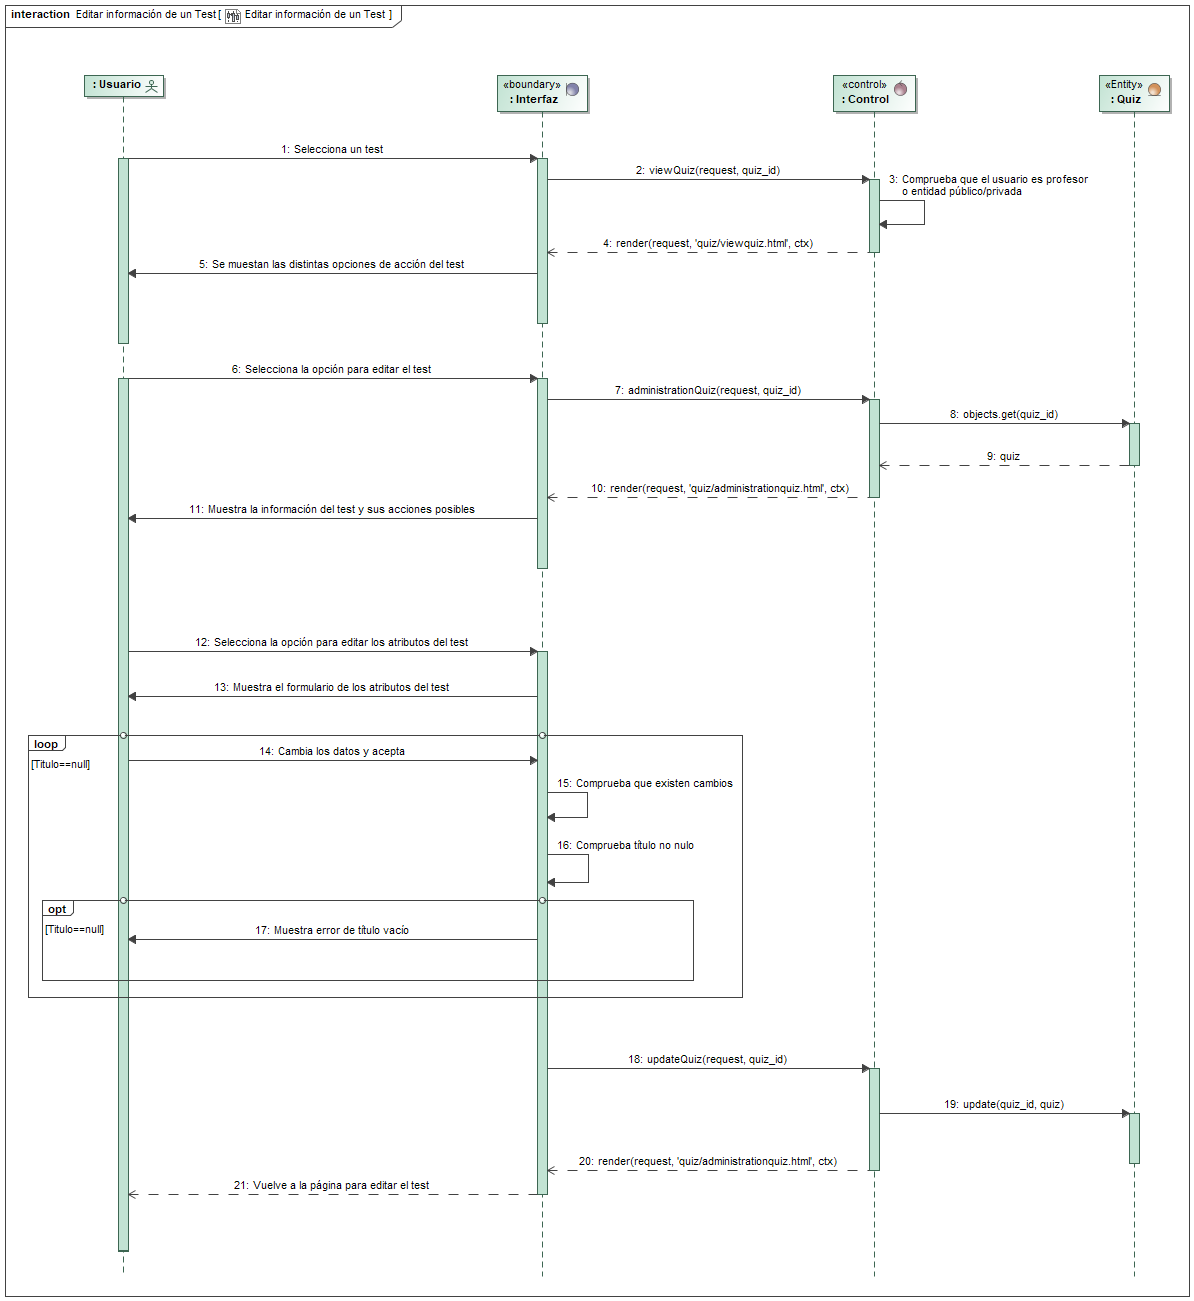 interaction Editar información de un Test [ Editar información de un Test ]
: Usuario
«boundary»
: Interfaz
«control»
: Control
«Entity»
: Quiz
1: Selecciona un test
2: viewQuiz(request, quiz_id)
3: Comprueba que el usuario es profesor
o entidad público/privada
4: render(request, 'quiz/viewquiz.html', ctx)
5: Se muestan las distintas opciones de acción del test
6: Selecciona la opción para editar el test
7: administrationQuiz(request, quiz_id)
8: objects.get(quiz_id)
9: quiz
10: render(request, 'quiz/administrationquiz.html', ctx)
11: Muestra la información del test y sus acciones posibles
12: Selecciona la opción para editar los atributos del test
13: Muestra el formulario de los atributos del test
loop
[Titulo==null]
14: Cambia los datos y acepta
15: Comprueba que existen cambios
16: Comprueba título no nulo
opt
[Titulo==null]
17: Muestra error de título vacío
18: updateQuiz(request, quiz_id)
19: update(quiz_id, quiz)
20: render(request, 'quiz/administrationquiz.html', ctx)
21: Vuelve a la página para editar el test